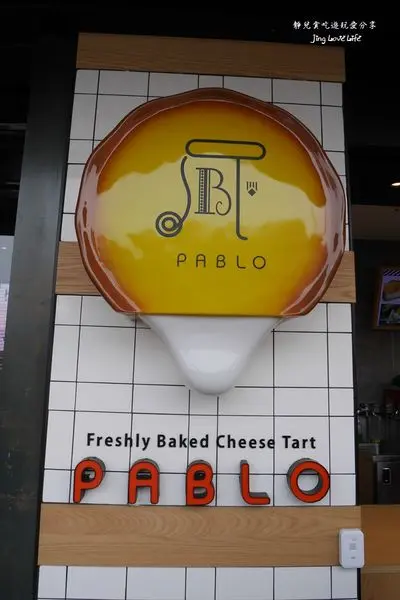 靜兒貪吃遊玩愛分享
Jing Love Life
PABLO
Freshly Baked Cheese Tart
PABLO